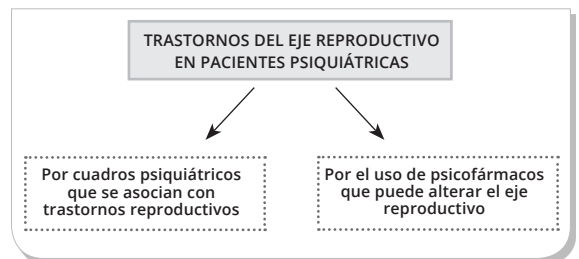 TRASTORNOS DEL EJE REPRODUCTIVO
EN PACIENTES PSIQUIÁTRICAS
Por cuadros psiquiátricos
que se asocian con
trastornos reproductivos
Por el uso de psicofármacos
que puede alterar el eje
reproductivo